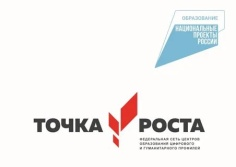 ОБРАЗОВАНИЕ
НАЦИОНАЛЬНЫЕ
ПРОЕКТЫ
РОССИИ
ТОЧКА РОСТА
ФЕДЕРАЛЬНАЯ СЕТЬ ЦЕНТРОВ
ОБРАЗОВАНИЯ ЦИФРОВОГО
И ГУМАНИТАРНОГО ПРОФИЛЕЙ